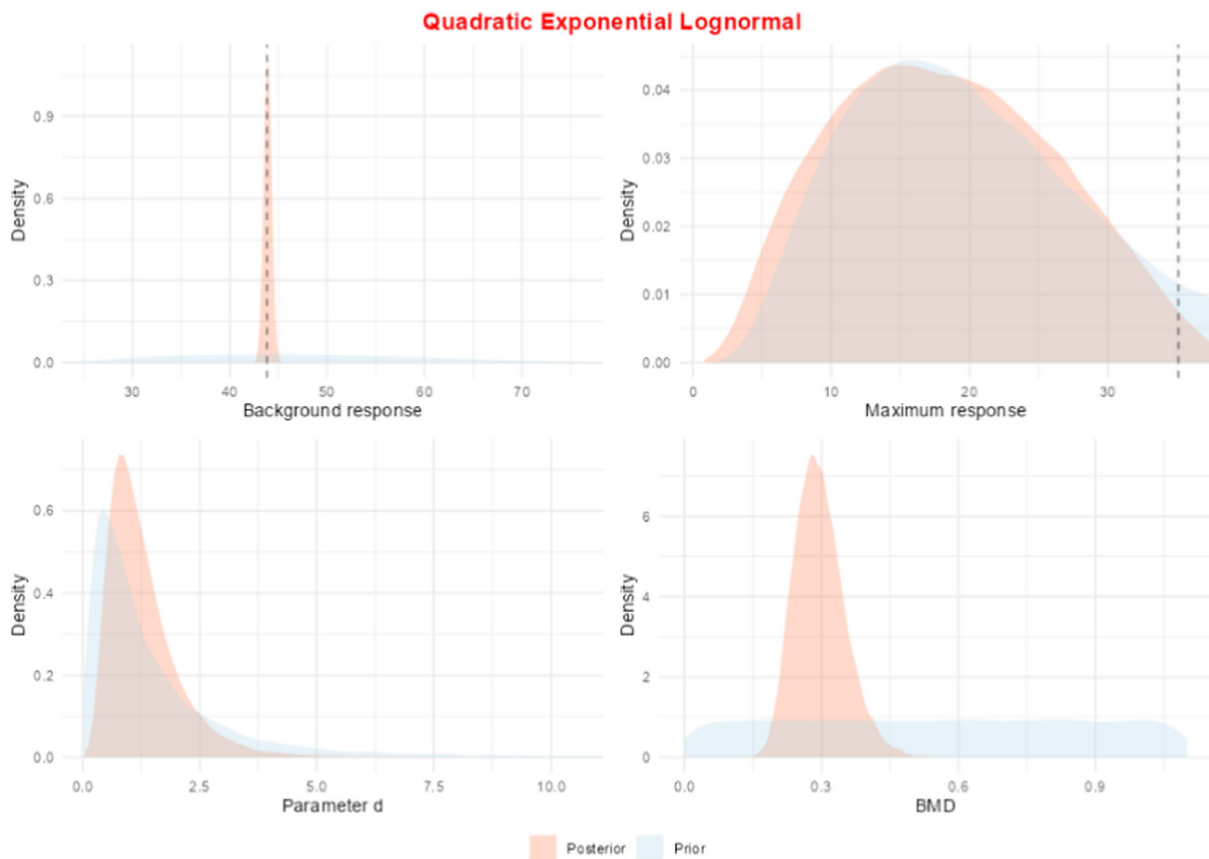 Quadratic Exponential Lognormal
Density
0.9
0.6
0.3
0.0
30 40 50 60 70
Background response
Density
0.04
0.03
0.02
0.01
0.00
0 10 20 30
Maximum response
Density
0.6
0.4
0.2
0.0
0.0 2.5 5.0 7.5 10.0
Parameter d
Density
6
4
2
0
0.0 0.3 0.6 0.9
BMD
Posterior Prior